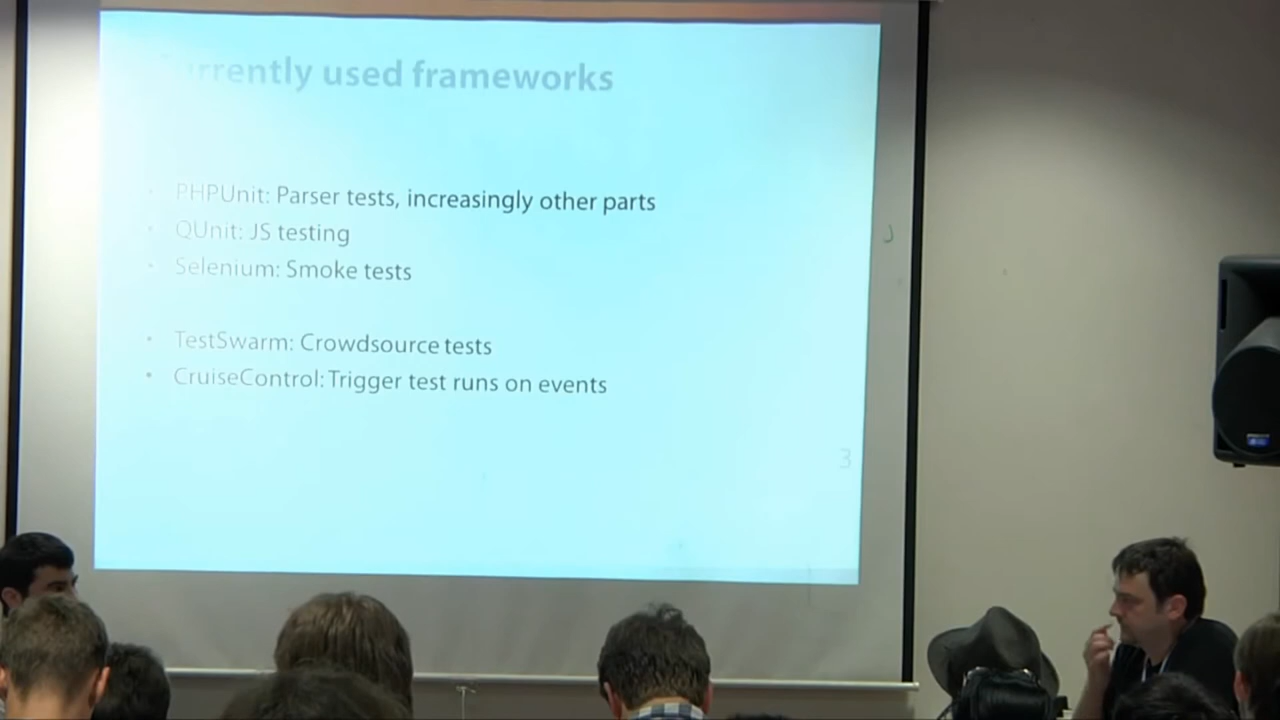 Currently used frameworks
• PHPUnit: Parser tests, increasingly other parts
• QUnit: JS testing
• Selenium: Smoke tests
• TestSwarm: Crowdsource tests
• CruiseControl: Trigger test runs on events
3